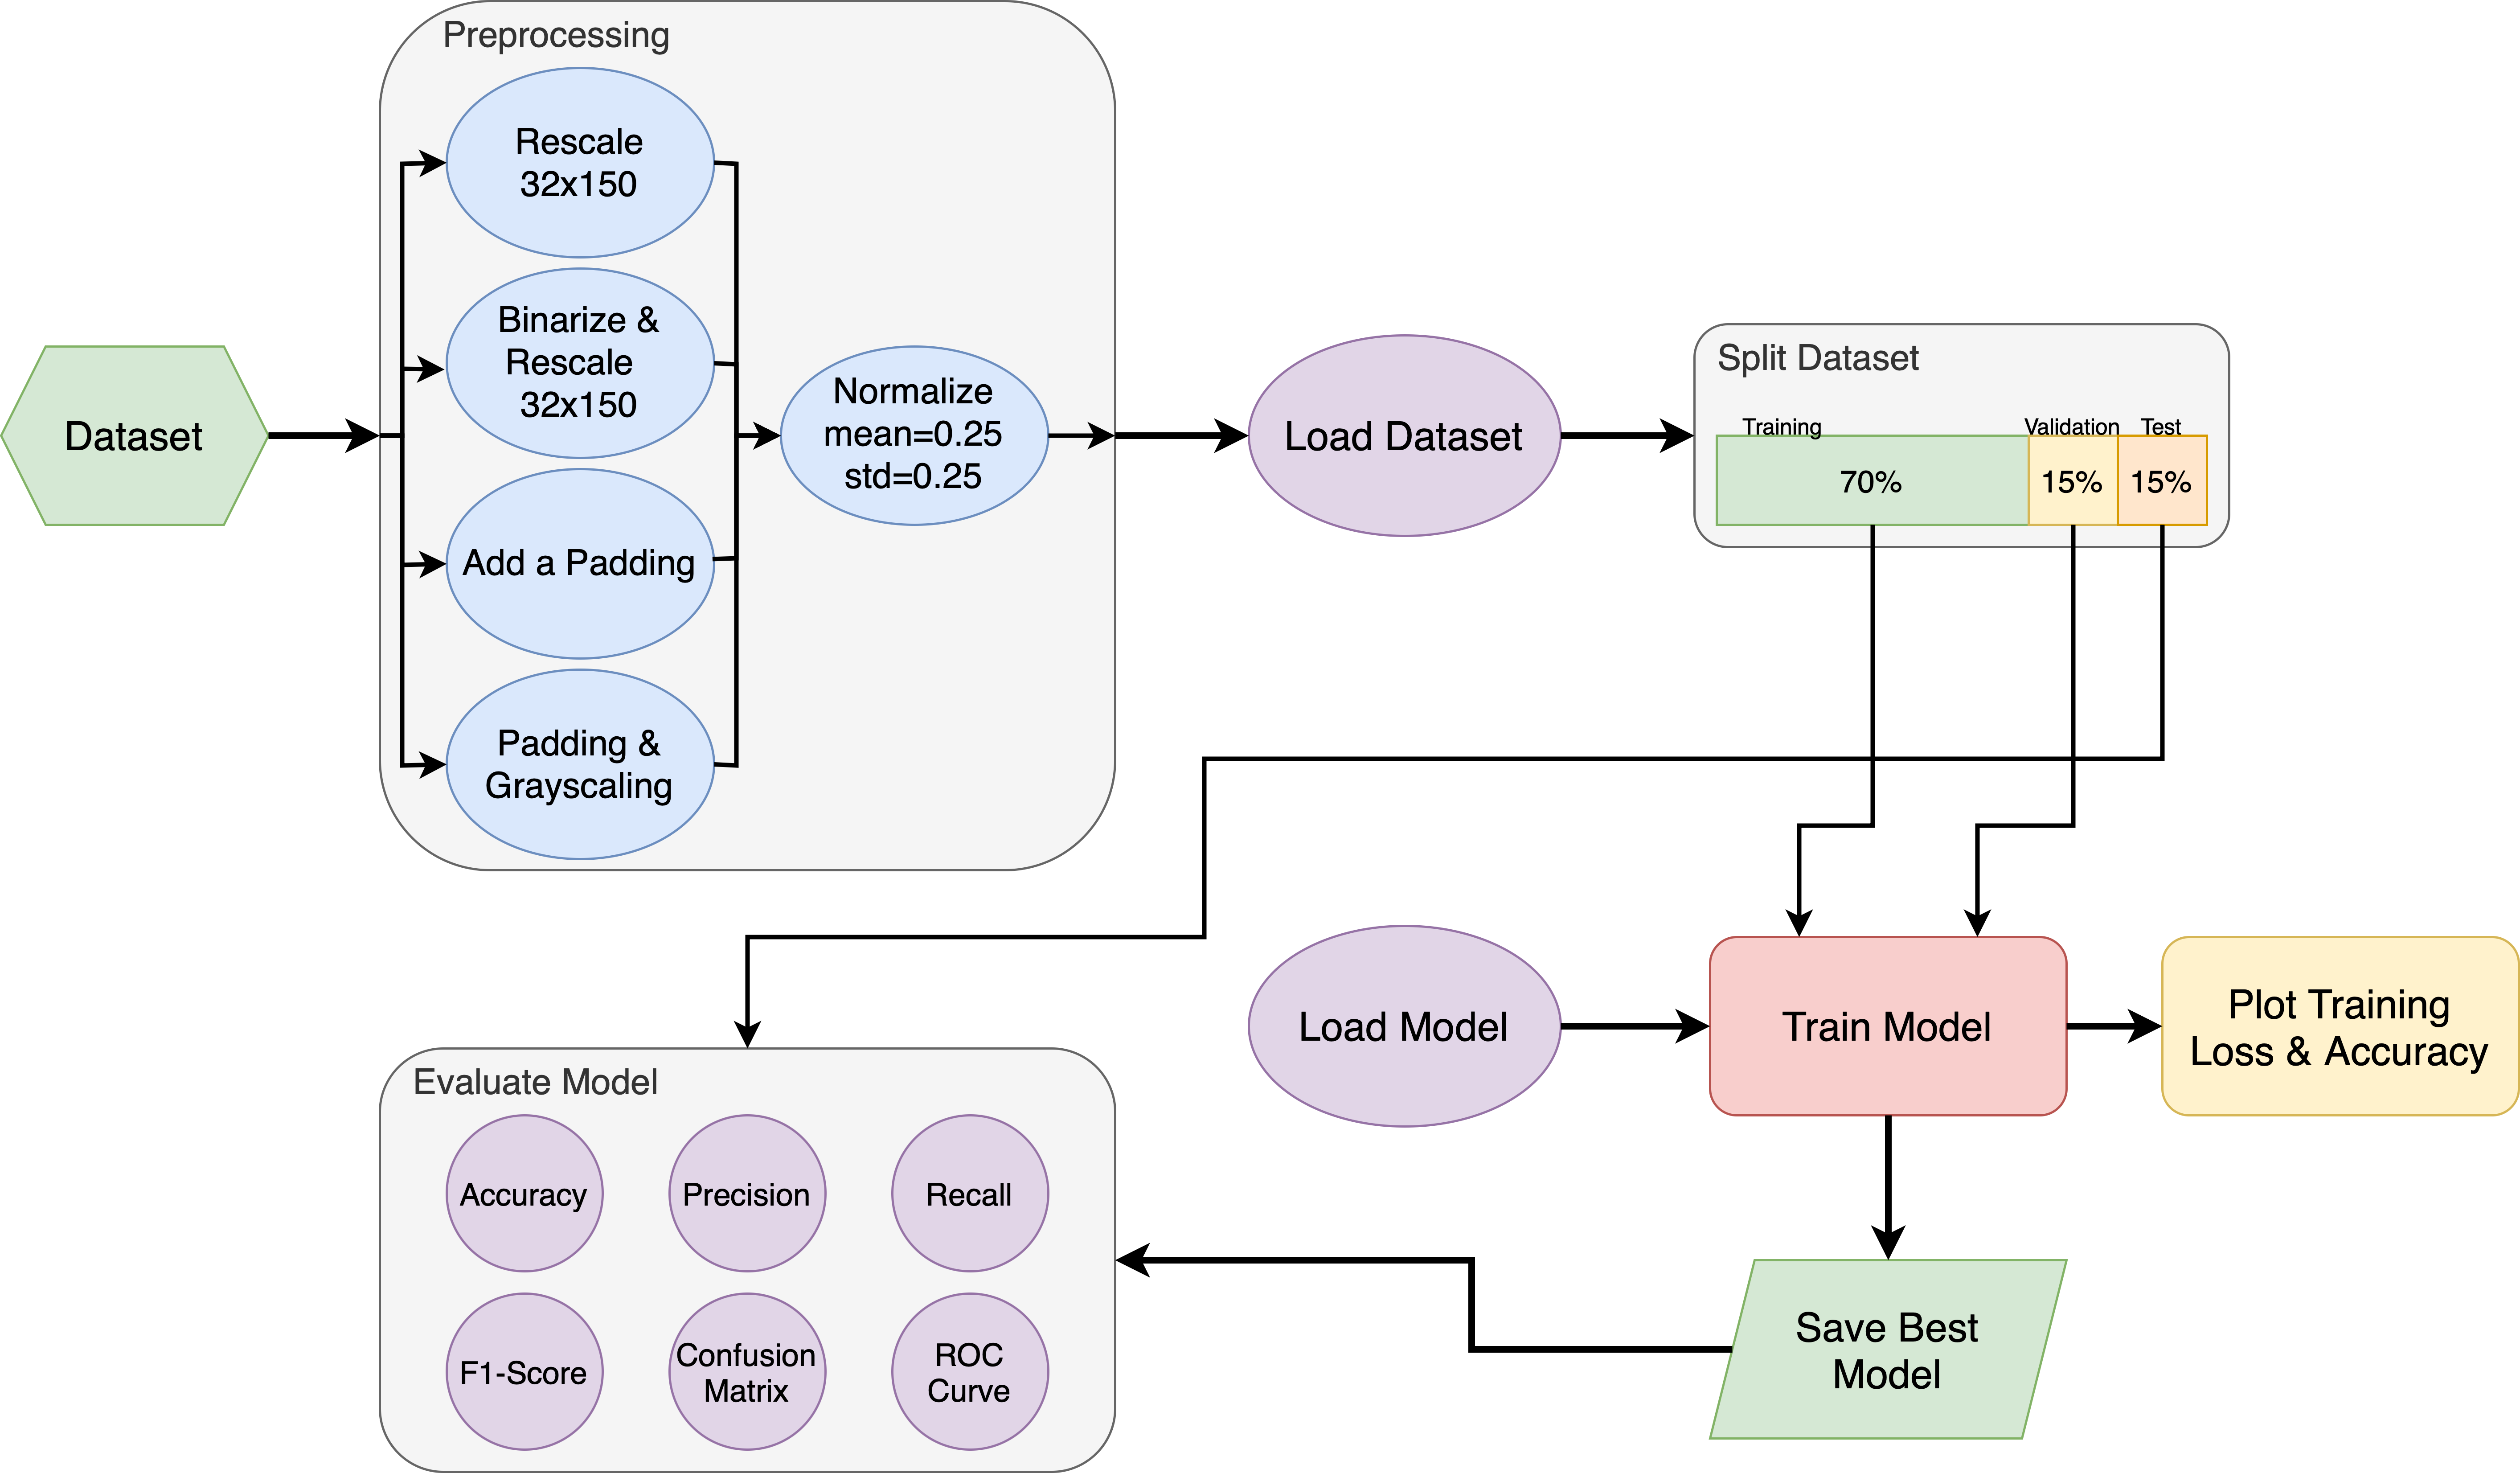 Preprocessing
Rescale
32x150
Binarize &
Rescale
32x150
Add a Padding
Padding &
Grayscaling
Dataset
Normalize
mean=0.25
std=0.25
Load Dataset
Split Dataset
Training
Validation
Test
70%
15%
15%
Load Model
Train Model
Plot Training
Loss & Accuracy
Save Best
Model
Evaluate Model
Accuracy
Precision
Recall
F1-Score
Confusion
Matrix
ROC
Curve